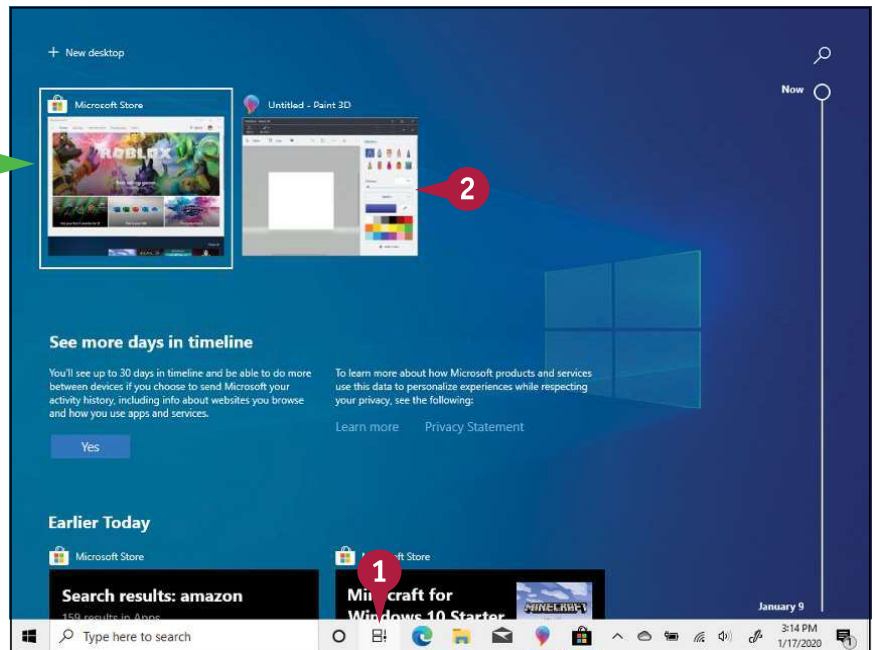 + New desktop
Now
Microsoft Store
Untitled - Paint 3D
ROBLOX
2
See more days in timeline
You'll see up to 30 days in timeline and be able to do more
between devices if you choose to send Microsoft your
activity history, including info about websites you browse
and how you use apps and services.
To learn more about how Microsoft products and services
use this data to personalize experiences while respecting
your privacy, see the following:
Learn more Privacy Statement
Yes
Earlier Today
Microsoft Store
ft Store
1
Search results: amazon
159 results in Apps
Minecraft for
Windows 10 Starter
MINECRAFT
January 9
Type here to search
3:14 PM
1/17/2020
1